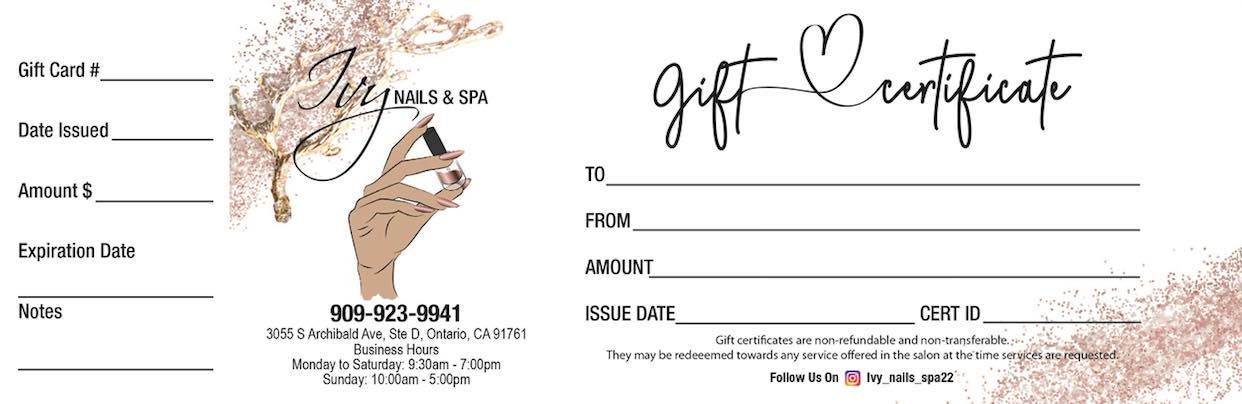 Gift Card #
Date Issued
Amount $
Expiration Date
Notes
Ivy NAILS & SPA
909-923-9941
3055 S Archibald Ave, Ste D, Ontario, CA 91761
Business Hours
Monday to Saturday: 9:30am - 7:00pm
Sunday: 10:00am - 5:00pm
gift certificate
TO
FROM
AMOUNT
ISSUE DATE CERT ID
Gift certificates are non-refundable and non-transferable.
They may be redeeemed towards any service offered in the salon at the time services are requested.
Follow Us On Ivy_nails_spa22